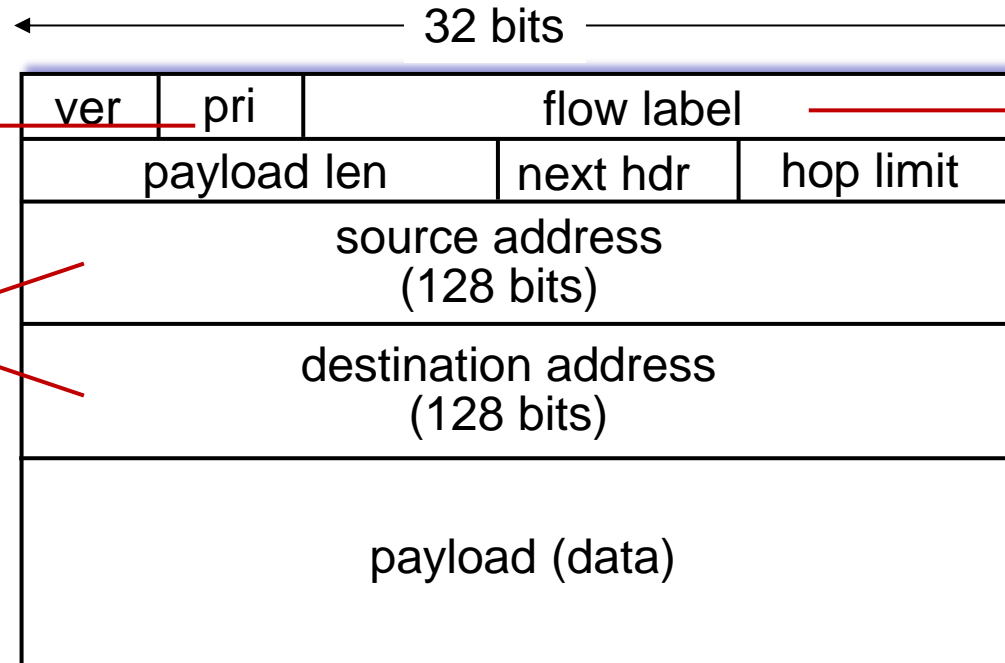 32 bits
ver pri flow label
payload len next hdr hop limit
source address
(128 bits)
destination address
(128 bits)
payload (data)